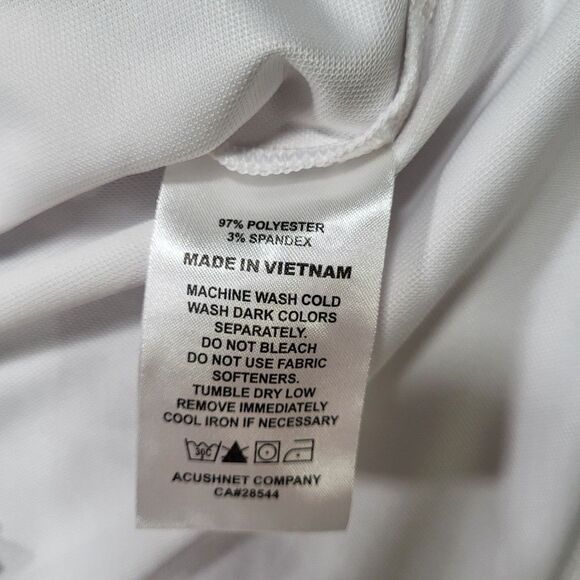 97% POLYESTER
3% SPANDEX
MADE IN VIETNAM
MACHINE WASH COLD
WASH DARK COLORS
SEPARATELY.
DO NOT BLEACH
DO NOT USE FABRIC
SOFTENERS.
TUMBLE DRY LOW
REMOVE IMMEDIATELY
COOL IRON IF NECESSARY
30C
ACUSHNET COMPANY
CA#28544